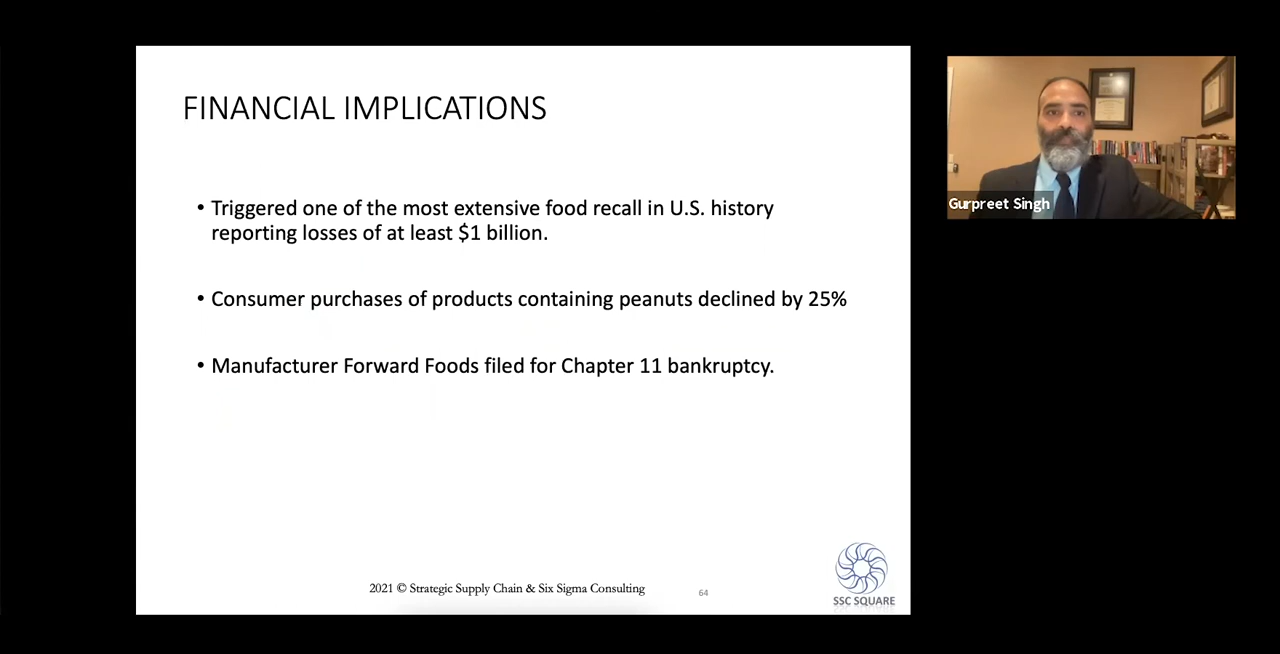 FINANCIAL IMPLICATIONS
• Triggered one of the most extensive food recall in U.S. history
reporting losses of at least $1 billion.
• Consumer purchases of products containing peanuts declined by 25%
• Manufacturer Forward Foods filed for Chapter 11 bankruptcy.
2021 © Strategic Supply Chain & Six Sigma Consulting
64
SSC SQUARE
Gurpreet Singh